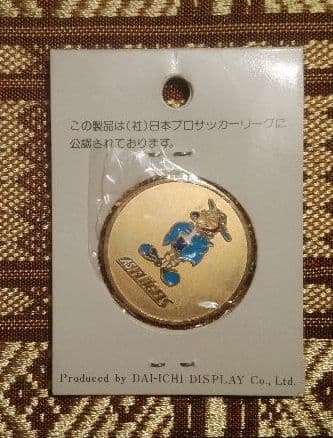 この製品は(社)日本プロサッカーリーグに
公認されております。
Produced by DAI-ICHI DISPLAY Co., Ltd.